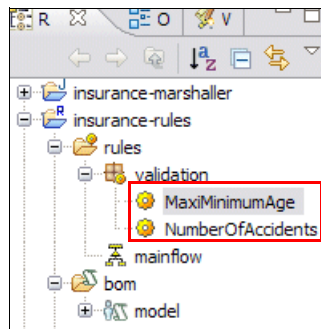 R O V
a z
insurance-marshaller
R
insurance-rules
rules
validation
MaxiMinimumAge
NumberOfAccidents
mainflow
bom
model